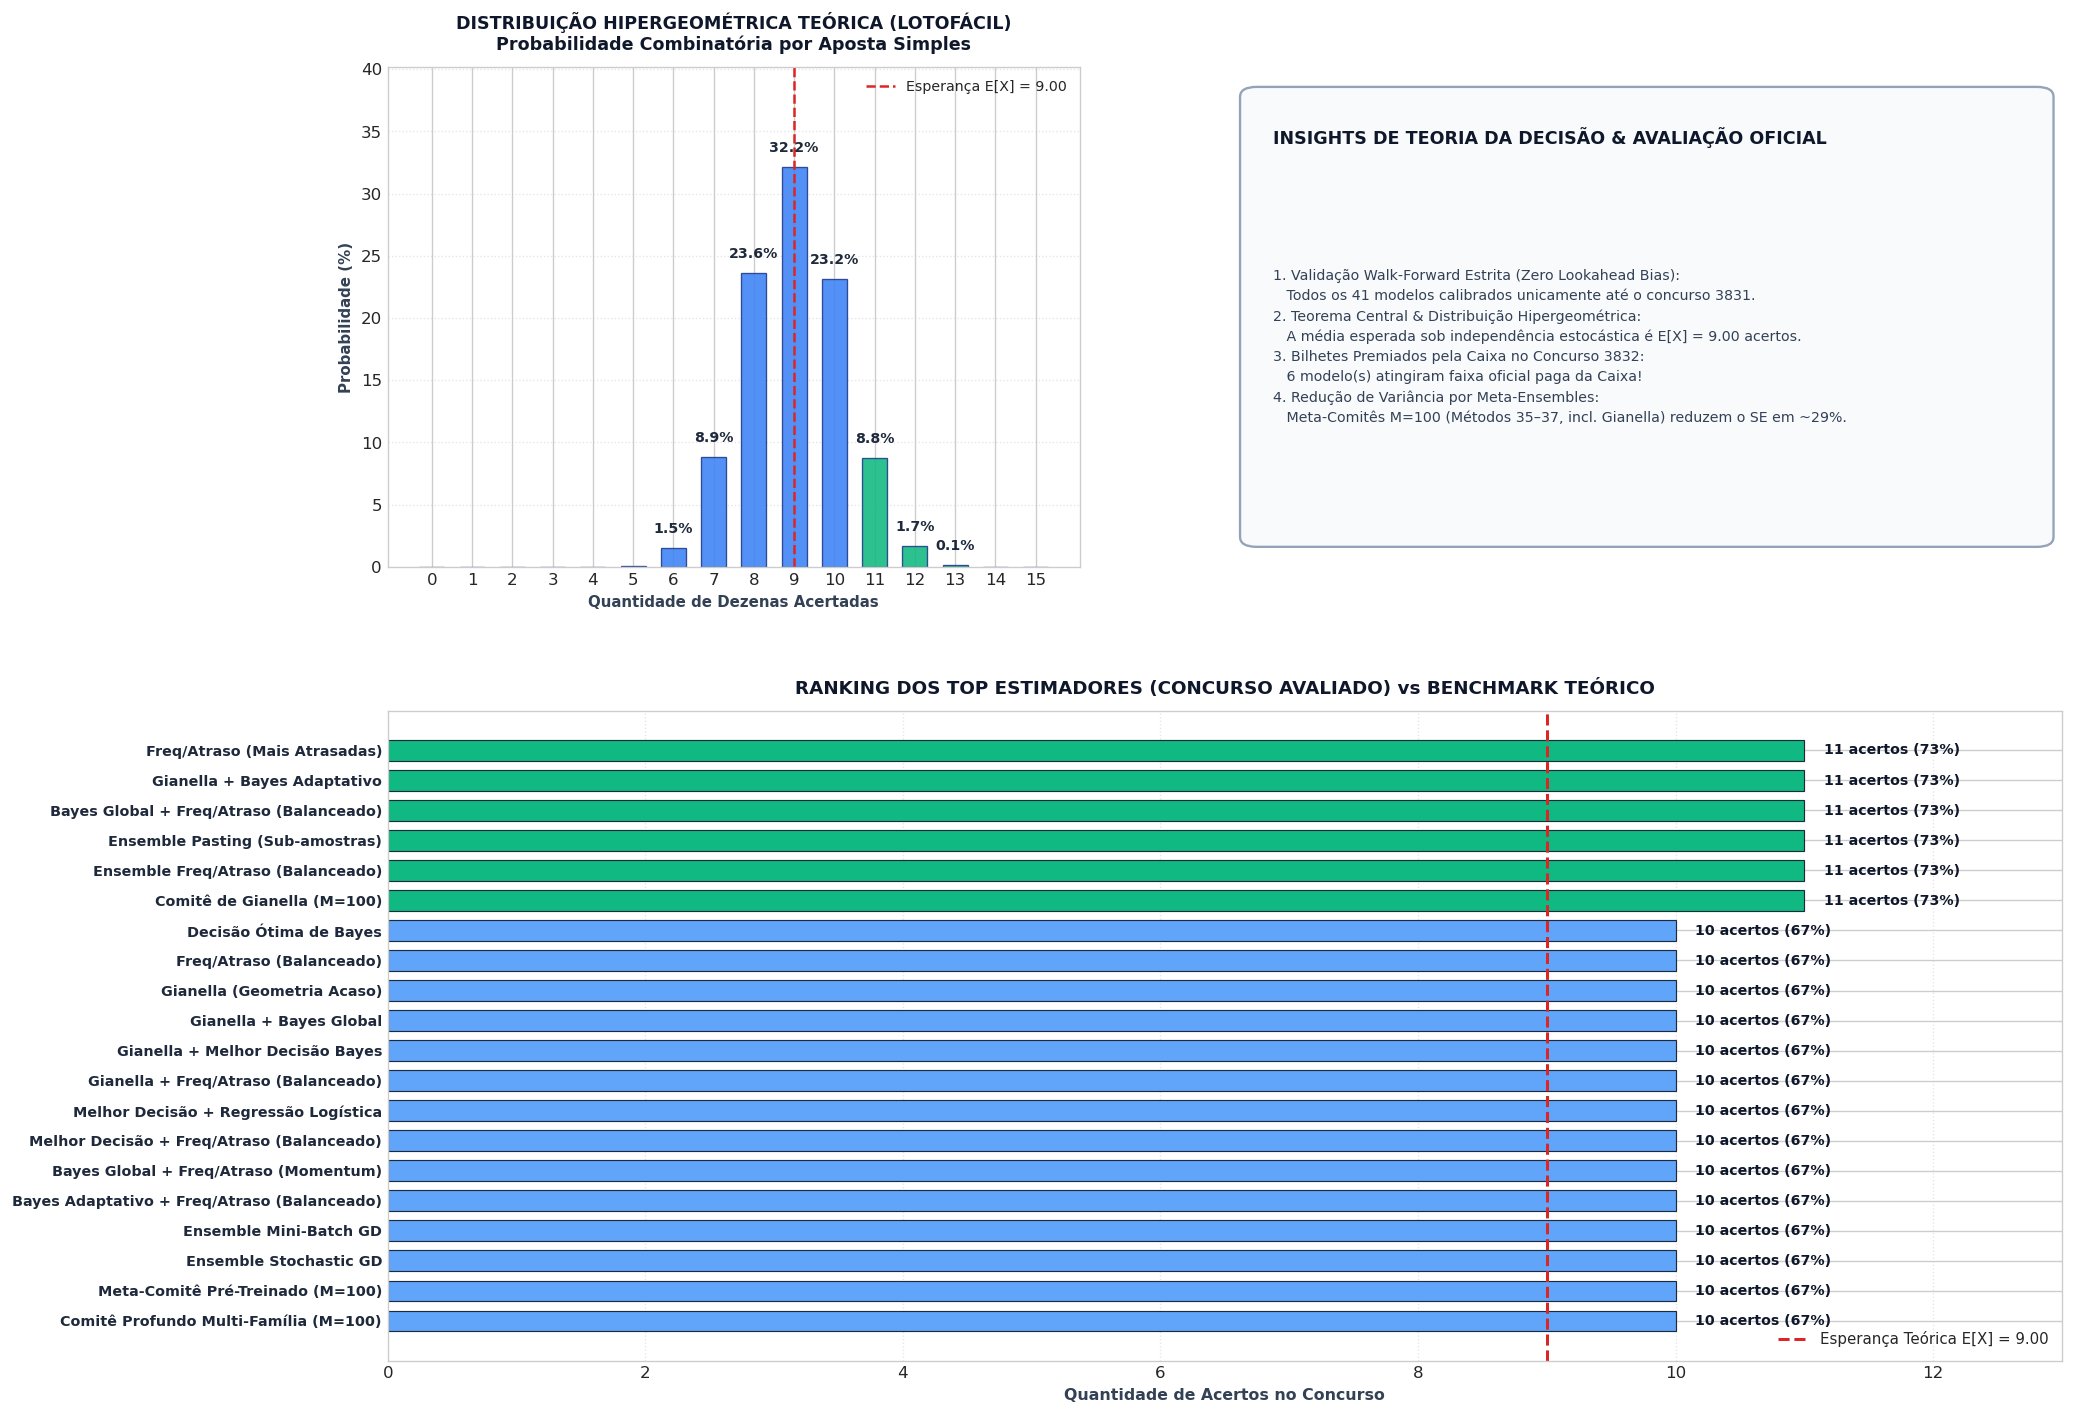 DISTRIBUIÇÃO HIPERGEOMÉTRICA TEÓRICA (LOTOFÁCIL)
Probabilidade Combinatória por Aposta Simples
Esperança E[X] = 9.00
Probabilidade (%)
40
35
30
25
20
15
10
5
0
1.5%
8.9%
23.6%
32.2%
23.2%
8.8%
1.7%
0.1%
0 1 2 3 4 5 6 7 8 9 10 11 12 13 14 15
Quantidade de Dezenas Acertadas
INSIGHTS DE TEORIA DA DECISÃO & AVALIAÇÃO OFICIAL
1. Validação Walk-Forward Estrita (Zero Lookahead Bias):
Todos os 41 modelos calibrados unicamente até o concurso 3831.
2. Teorema Central & Distribuição Hipergeométrica:
A média esperada sob independência estocástica é E[X] = 9.00 acertos.
3. Bilhetes Premiados pela Caixa no Concurso 3832:
6 modelo(s) atingiram faixa oficial paga da Caixa!
4. Redução de Variância por Meta-Ensembles:
Meta-Comitês M=100 (Métodos 35–37, incl. Gianella) reduzem o SE em ~29%.
RANKING DOS TOP ESTIMADORES (CONCURSO AVALIADO) vs BENCHMARK TEÓRICO
Freq/Atraso (Mais Atrasadas) 11 acertos (73%)
Gianella + Bayes Adaptativo 11 acertos (73%)
Bayes Global + Freq/Atraso (Balanceado) 11 acertos (73%)
Ensemble Pasting (Sub-amostras) 11 acertos (73%)
Ensemble Freq/Atraso (Balanceado) 11 acertos (73%)
Comitê de Gianella (M=100) 11 acertos (73%)
Decisão Ótima de Bayes 10 acertos (67%)
Freq/Atraso (Balanceado) 10 acertos (67%)
Gianella (Geometria Acaso) 10 acertos (67%)
Gianella + Bayes Global 10 acertos (67%)
Gianella + Melhor Decisão Bayes 10 acertos (67%)
Gianella + Freq/Atraso (Balanceado) 10 acertos (67%)
Melhor Decisão + Regressão Logística 10 acertos (67%)
Melhor Decisão + Freq/Atraso (Balanceado) 10 acertos (67%)
Bayes Global + Freq/Atraso (Momentum) 10 acertos (67%)
Bayes Adaptativo + Freq/Atraso (Balanceado) 10 acertos (67%)
Ensemble Mini-Batch GD 10 acertos (67%)
Ensemble Stochastic GD 10 acertos (67%)
Meta-Comitê Pré-Treinado (M=100) 10 acertos (67%)
Comitê Profundo Multi-Família (M=100) 10 acertos (67%)
Esperança Teórica E[X] = 9.00
0 2 4 6 8 10 12
Quantidade de Acertos no Concurso